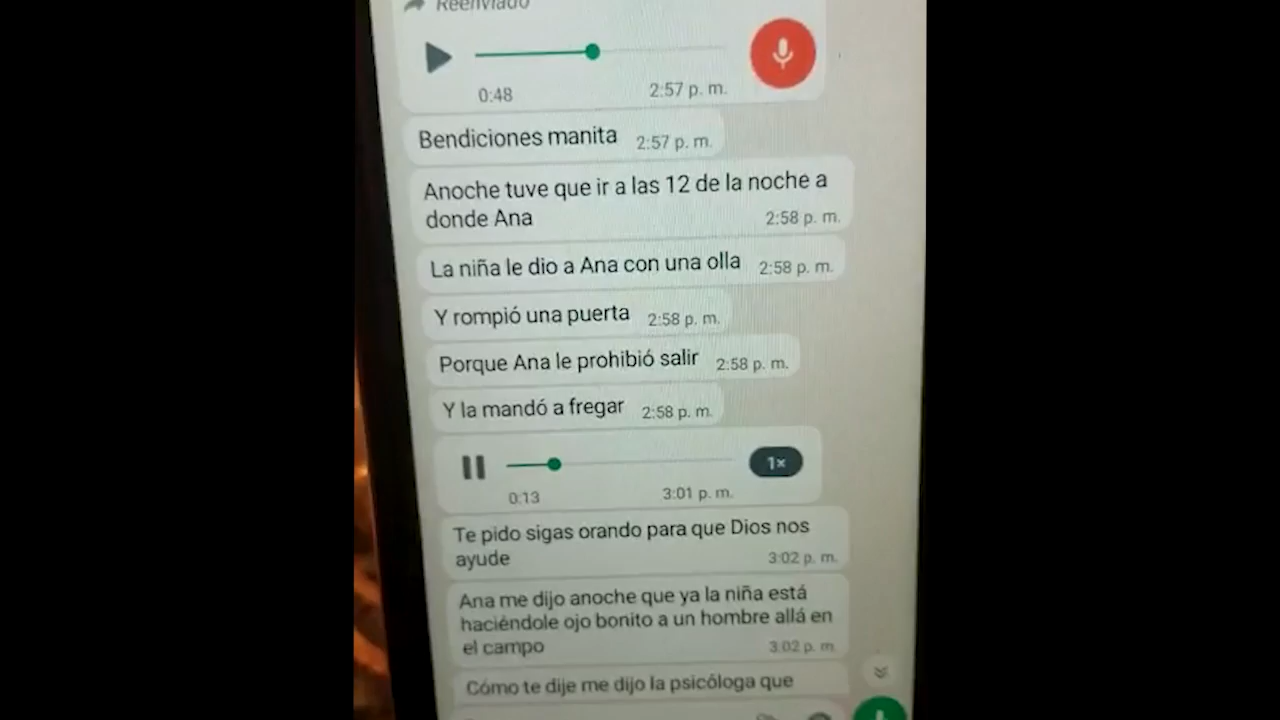 Reenviado
0:48 2:57 p. m.
Bendiciones manita 2:57 p. m.
Anoche tuve que ir a las 12 de la noche a
donde Ana 2:58 p. m.
La niña le dio a Ana con una olla 2:58 p. m.
Y rompió una puerta 2:58 p. m.
Porque Ana le prohibió salir 2:58 p. m.
Y la mandó a fregar 2:58 p. m.
1×
0:13 3:01 p. m.
Te pido sigas orando para que Dios nos
ayude 3:02 p. m.
Ana me dijo anoche que ya la niña está
haciéndole ojo bonito a un hombre allá en
el campo 3:02 p. m.
Cómo te dije me dijo la psicóloga que